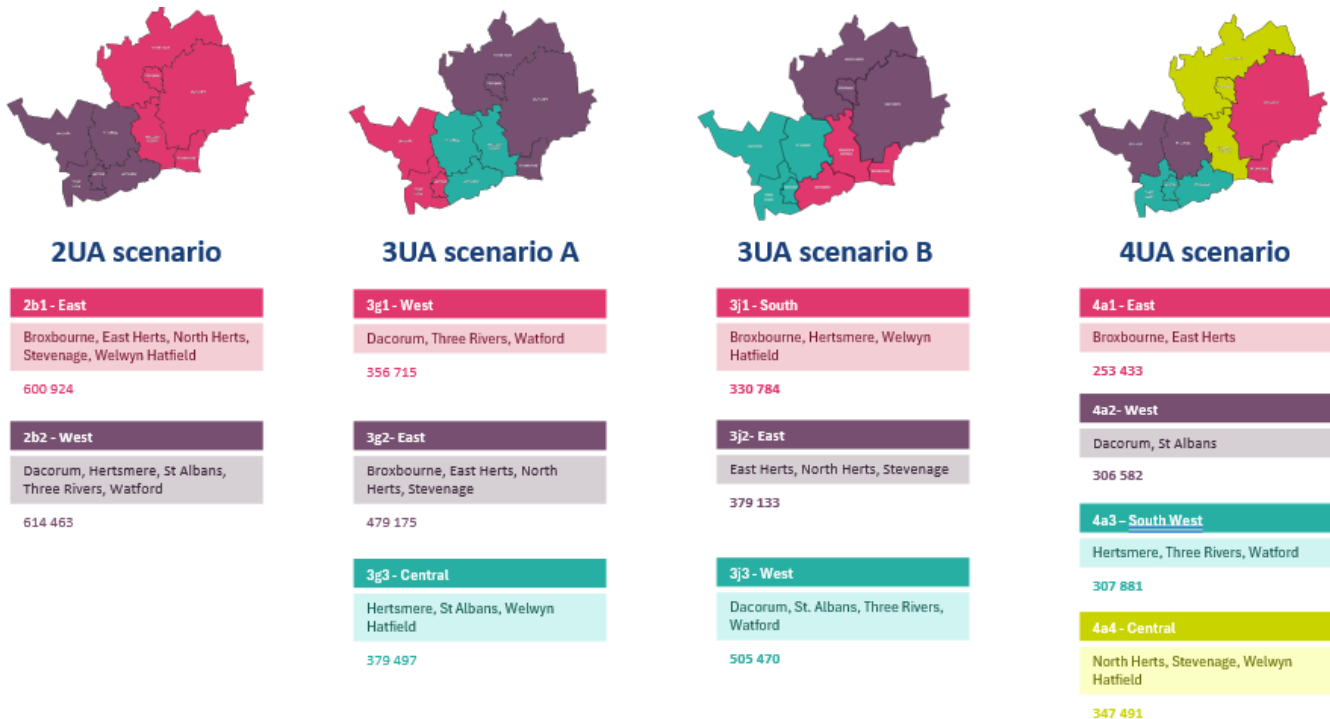 2UA scenario
2b1 - East
Broxbourne, East Herts, North Herts,
Stevenage, Welwyn Hatfield
600 924
2b2 - West
Dacorum, Hertsmere, St Albans,
Three Rivers, Watford
614 463
3UA scenario A
3g1 - West
Dacorum, Three Rivers, Watford
356 715
3g2- East
Broxbourne, East Herts, North
Herts, Stevenage
479 175
3g3 - Central
Hertsmere, St Albans, Welwyn
Hatfield
379 497
3UA scenario B
3j1 - South
Broxbourne, Hertsmere, Welwyn
Hatfield
330 784
3j2- East
East Herts, North Herts, Stevenage
379 133
3j3 - West
Dacorum, St. Albans, Three Rivers,
Watford
505 470
4UA scenario
4a1 - East
Broxbourne, East Herts
253 433
4a2- West
Dacorum, St Albans
306 582
4a3 – South West
Hertsmere, Three Rivers, Watford
307 881
4a4 - Central
North Herts, Stevenage, Welwyn
Hatfield
347 491